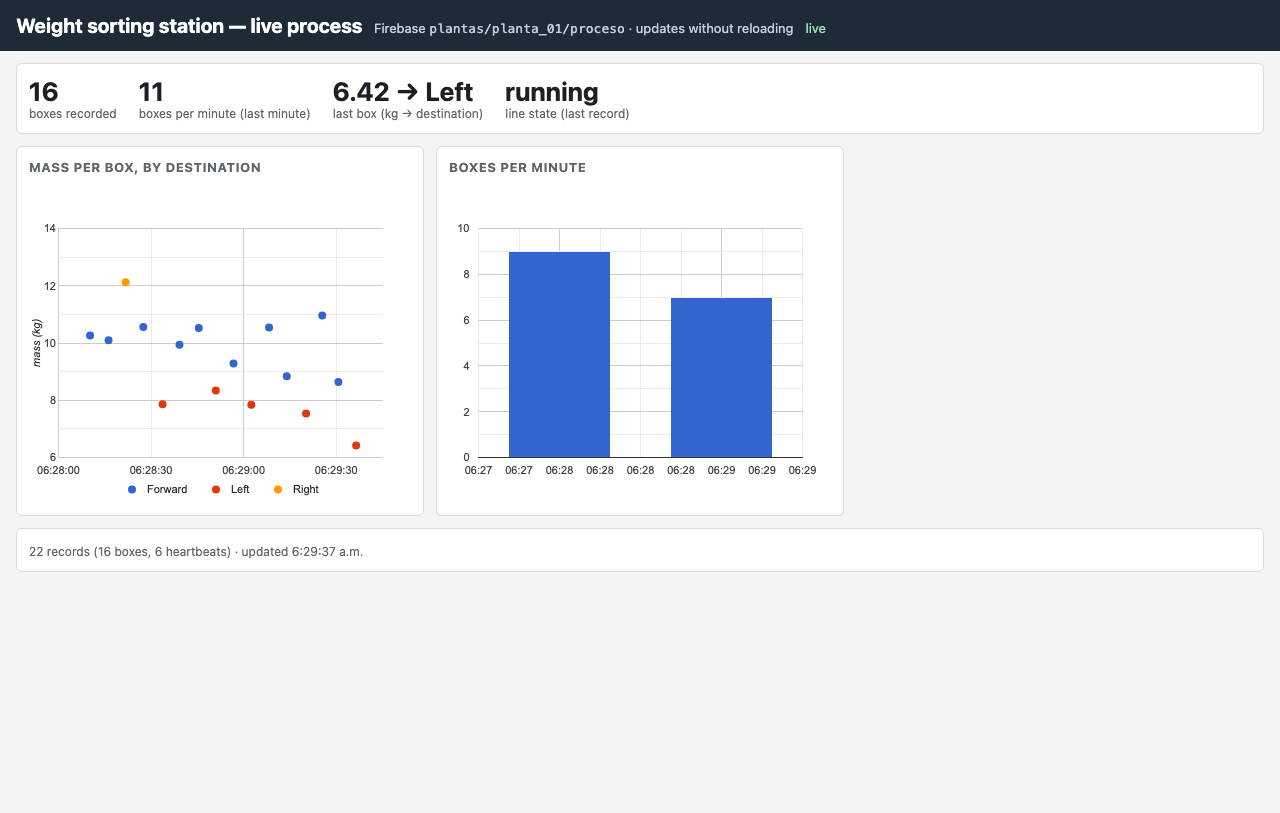 Weight sorting station — live process Firebase plantas/planta_01/proceso · updates without reloading live
16 11 6.42 → Left running
boxes recorded boxes per minute (last minute) last box (kg → destination) line state (last record)
MASS PER BOX, BY DESTINATION
14
12
10
8
6
mass (kg)
06:28:00 06:28:30 06:29:00 06:29:30
Forward Left Right
BOXES PER MINUTE
10
8
6
4
2
0
06:27 06:27 06:28 06:28 06:28 06:28 06:29 06:29 06:29
22 records (16 boxes, 6 heartbeats) · updated 6:29:37 a.m.